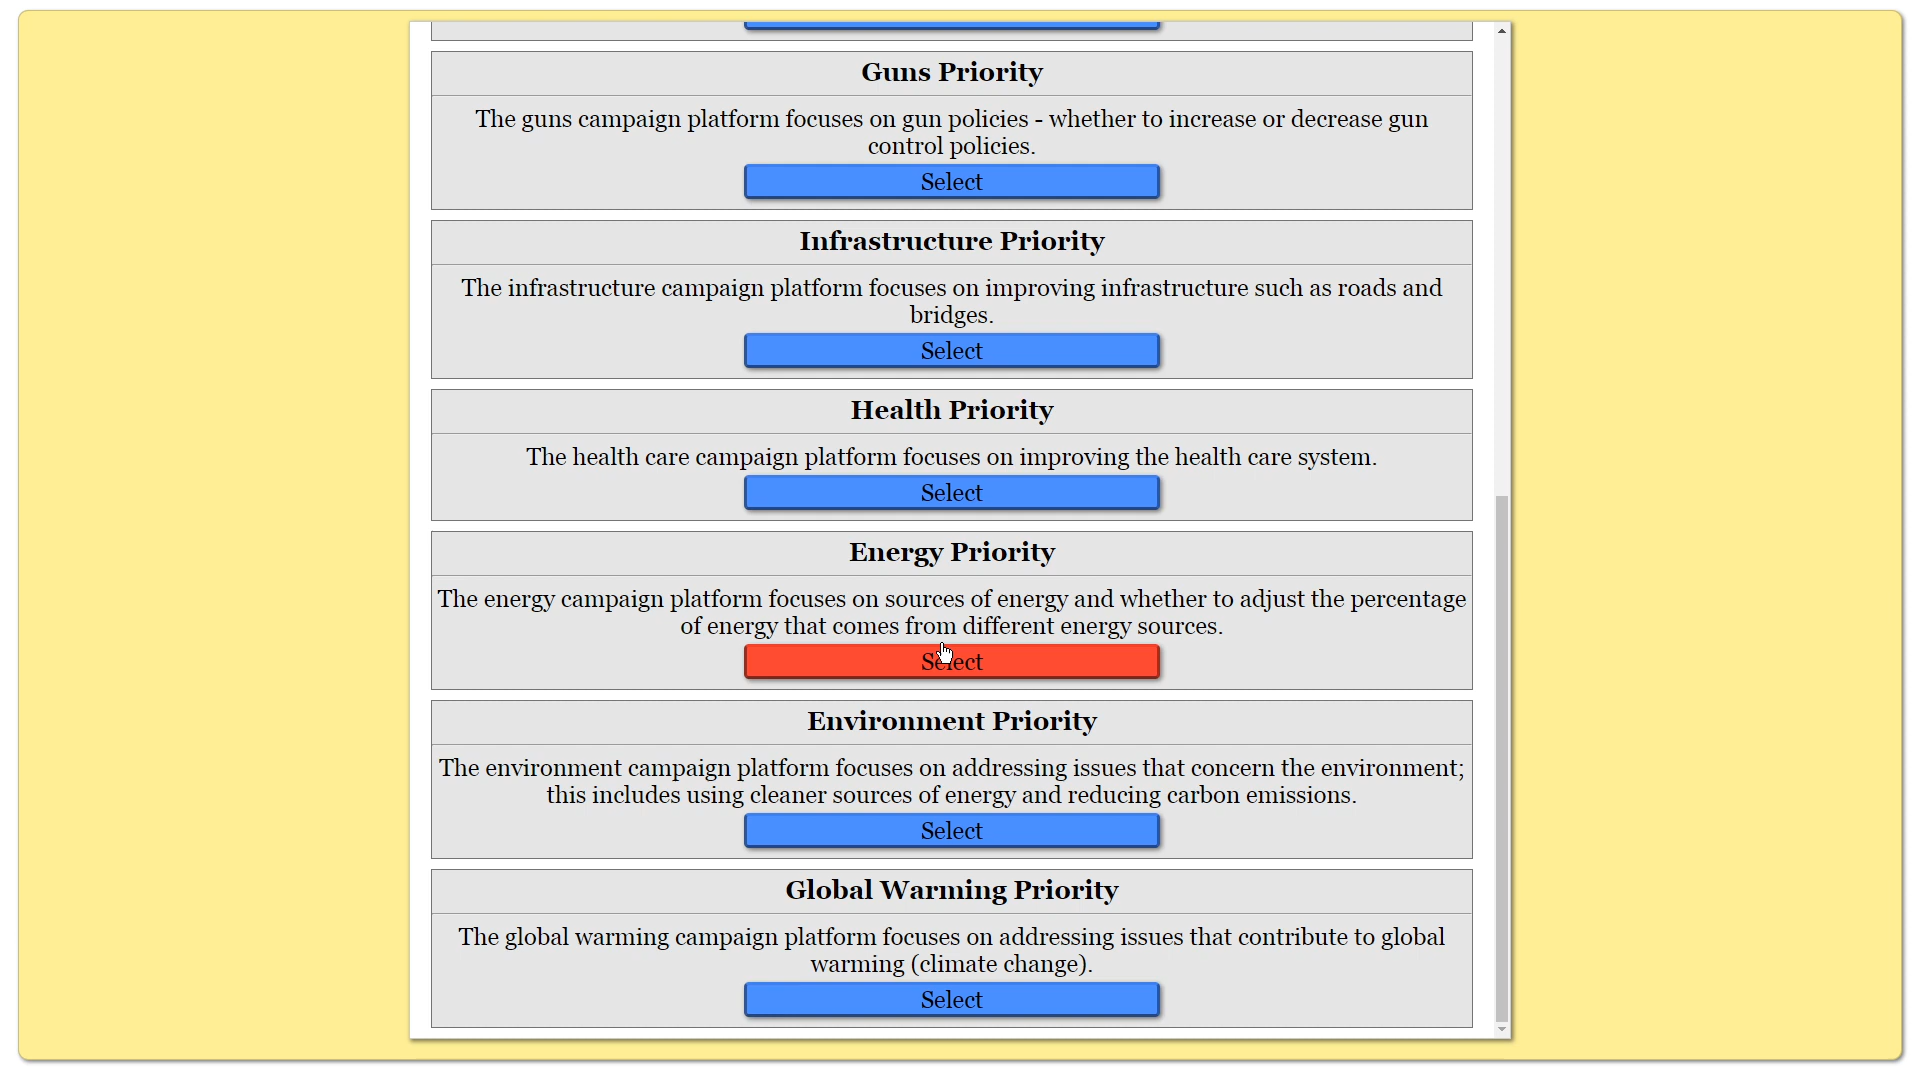 Guns Priority
The guns campaign platform focuses on gun policies - whether to increase or decrease gun
control policies.
Select
Infrastructure Priority
The infrastructure campaign platform focuses on improving infrastructure such as roads and
bridges.
Select
Health Priority
The health care campaign platform focuses on improving the health care system.
Select
Energy Priority
The energy campaign platform focuses on sources of energy and whether to adjust the percentage
of energy that comes from different energy sources.
Select
Environment Priority
The environment campaign platform focuses on addressing issues that concern the environment;
this includes using cleaner sources of energy and reducing carbon emissions.
Select
Global Warming Priority
The global warming campaign platform focuses on addressing issues that contribute to global
warming (climate change).
Select